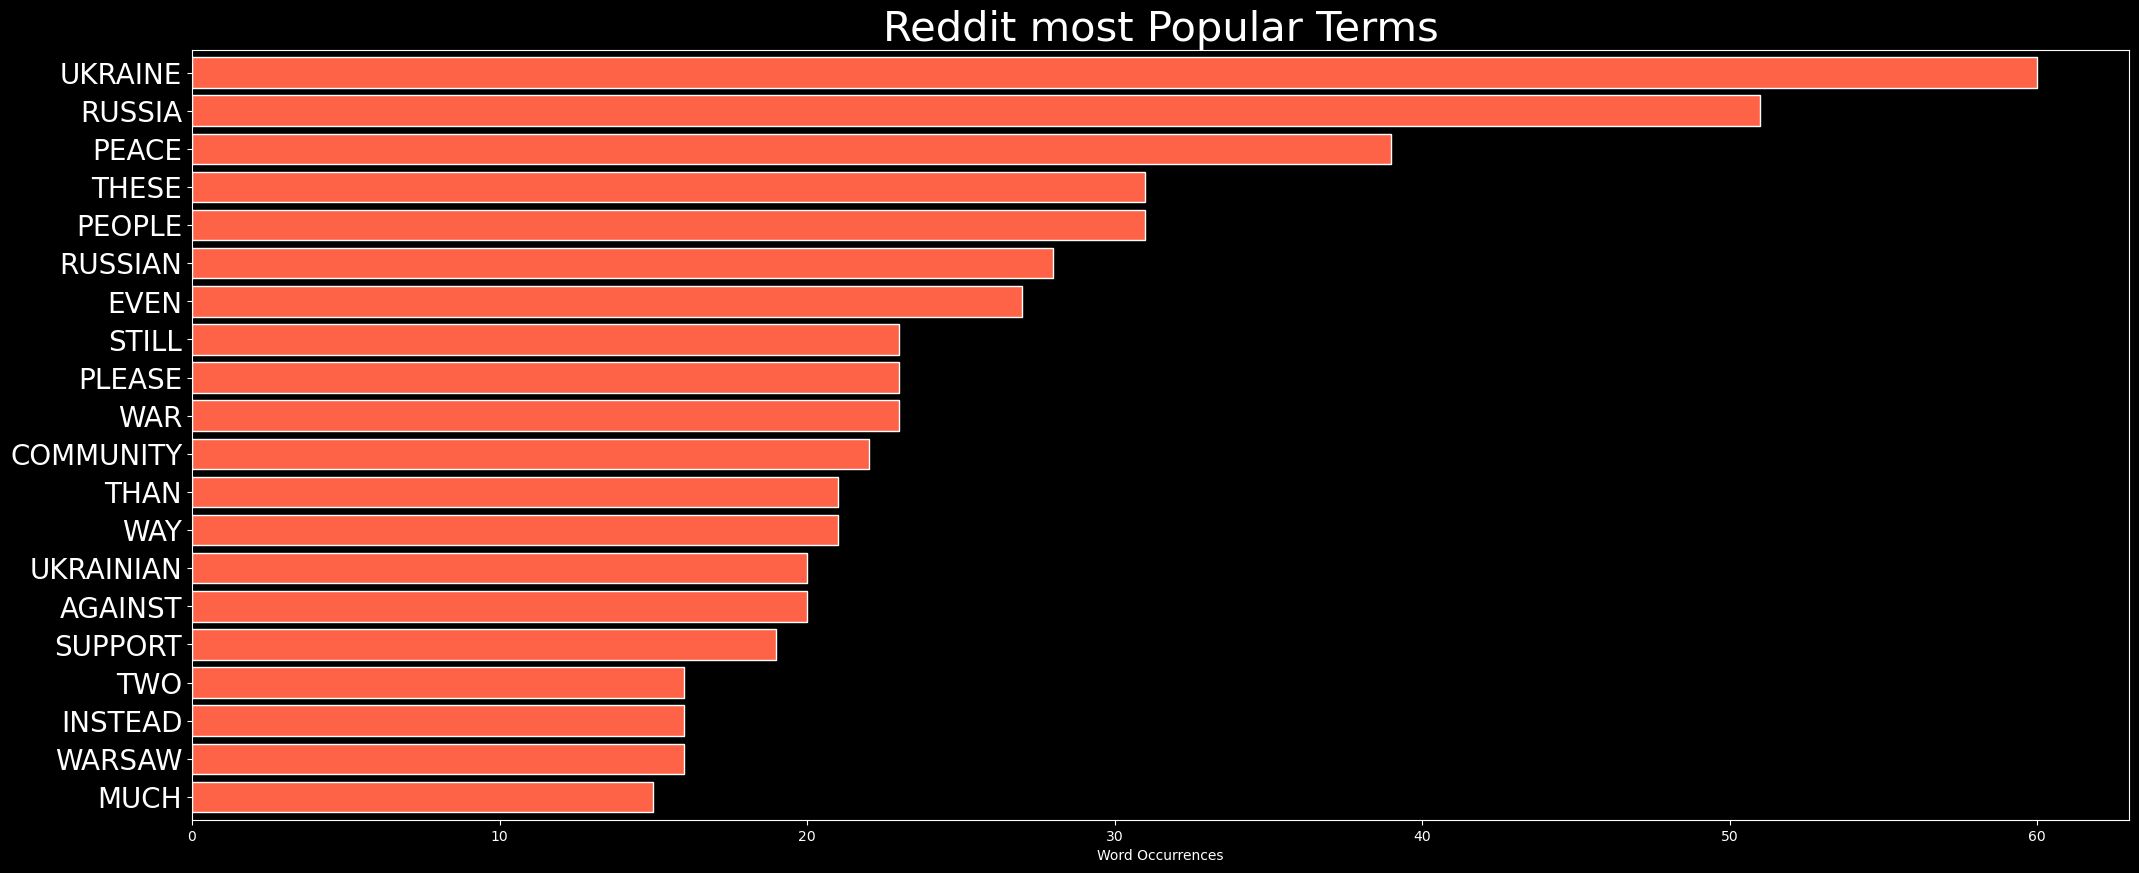 Reddit most Popular Terms
UKRAINE
RUSSIA
PEACE
THESE
PEOPLE
RUSSIAN
EVEN
STILL
PLEASE
WAR
COMMUNITY
THAN
WAY
UKRAINIAN
AGAINST
SUPPORT
TWO
INSTEAD
WARSAW
MUCH
0 10 20 30 40 50 60
Word Occurrences